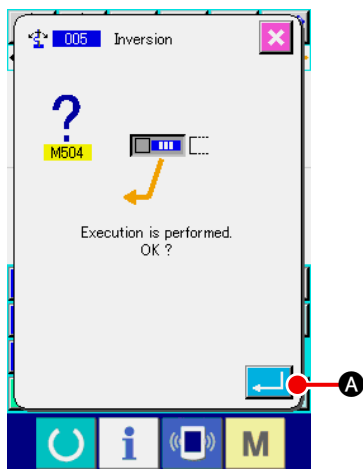 005 Inversion
?
M504
Execution is performed.
OK ?
A
i
M